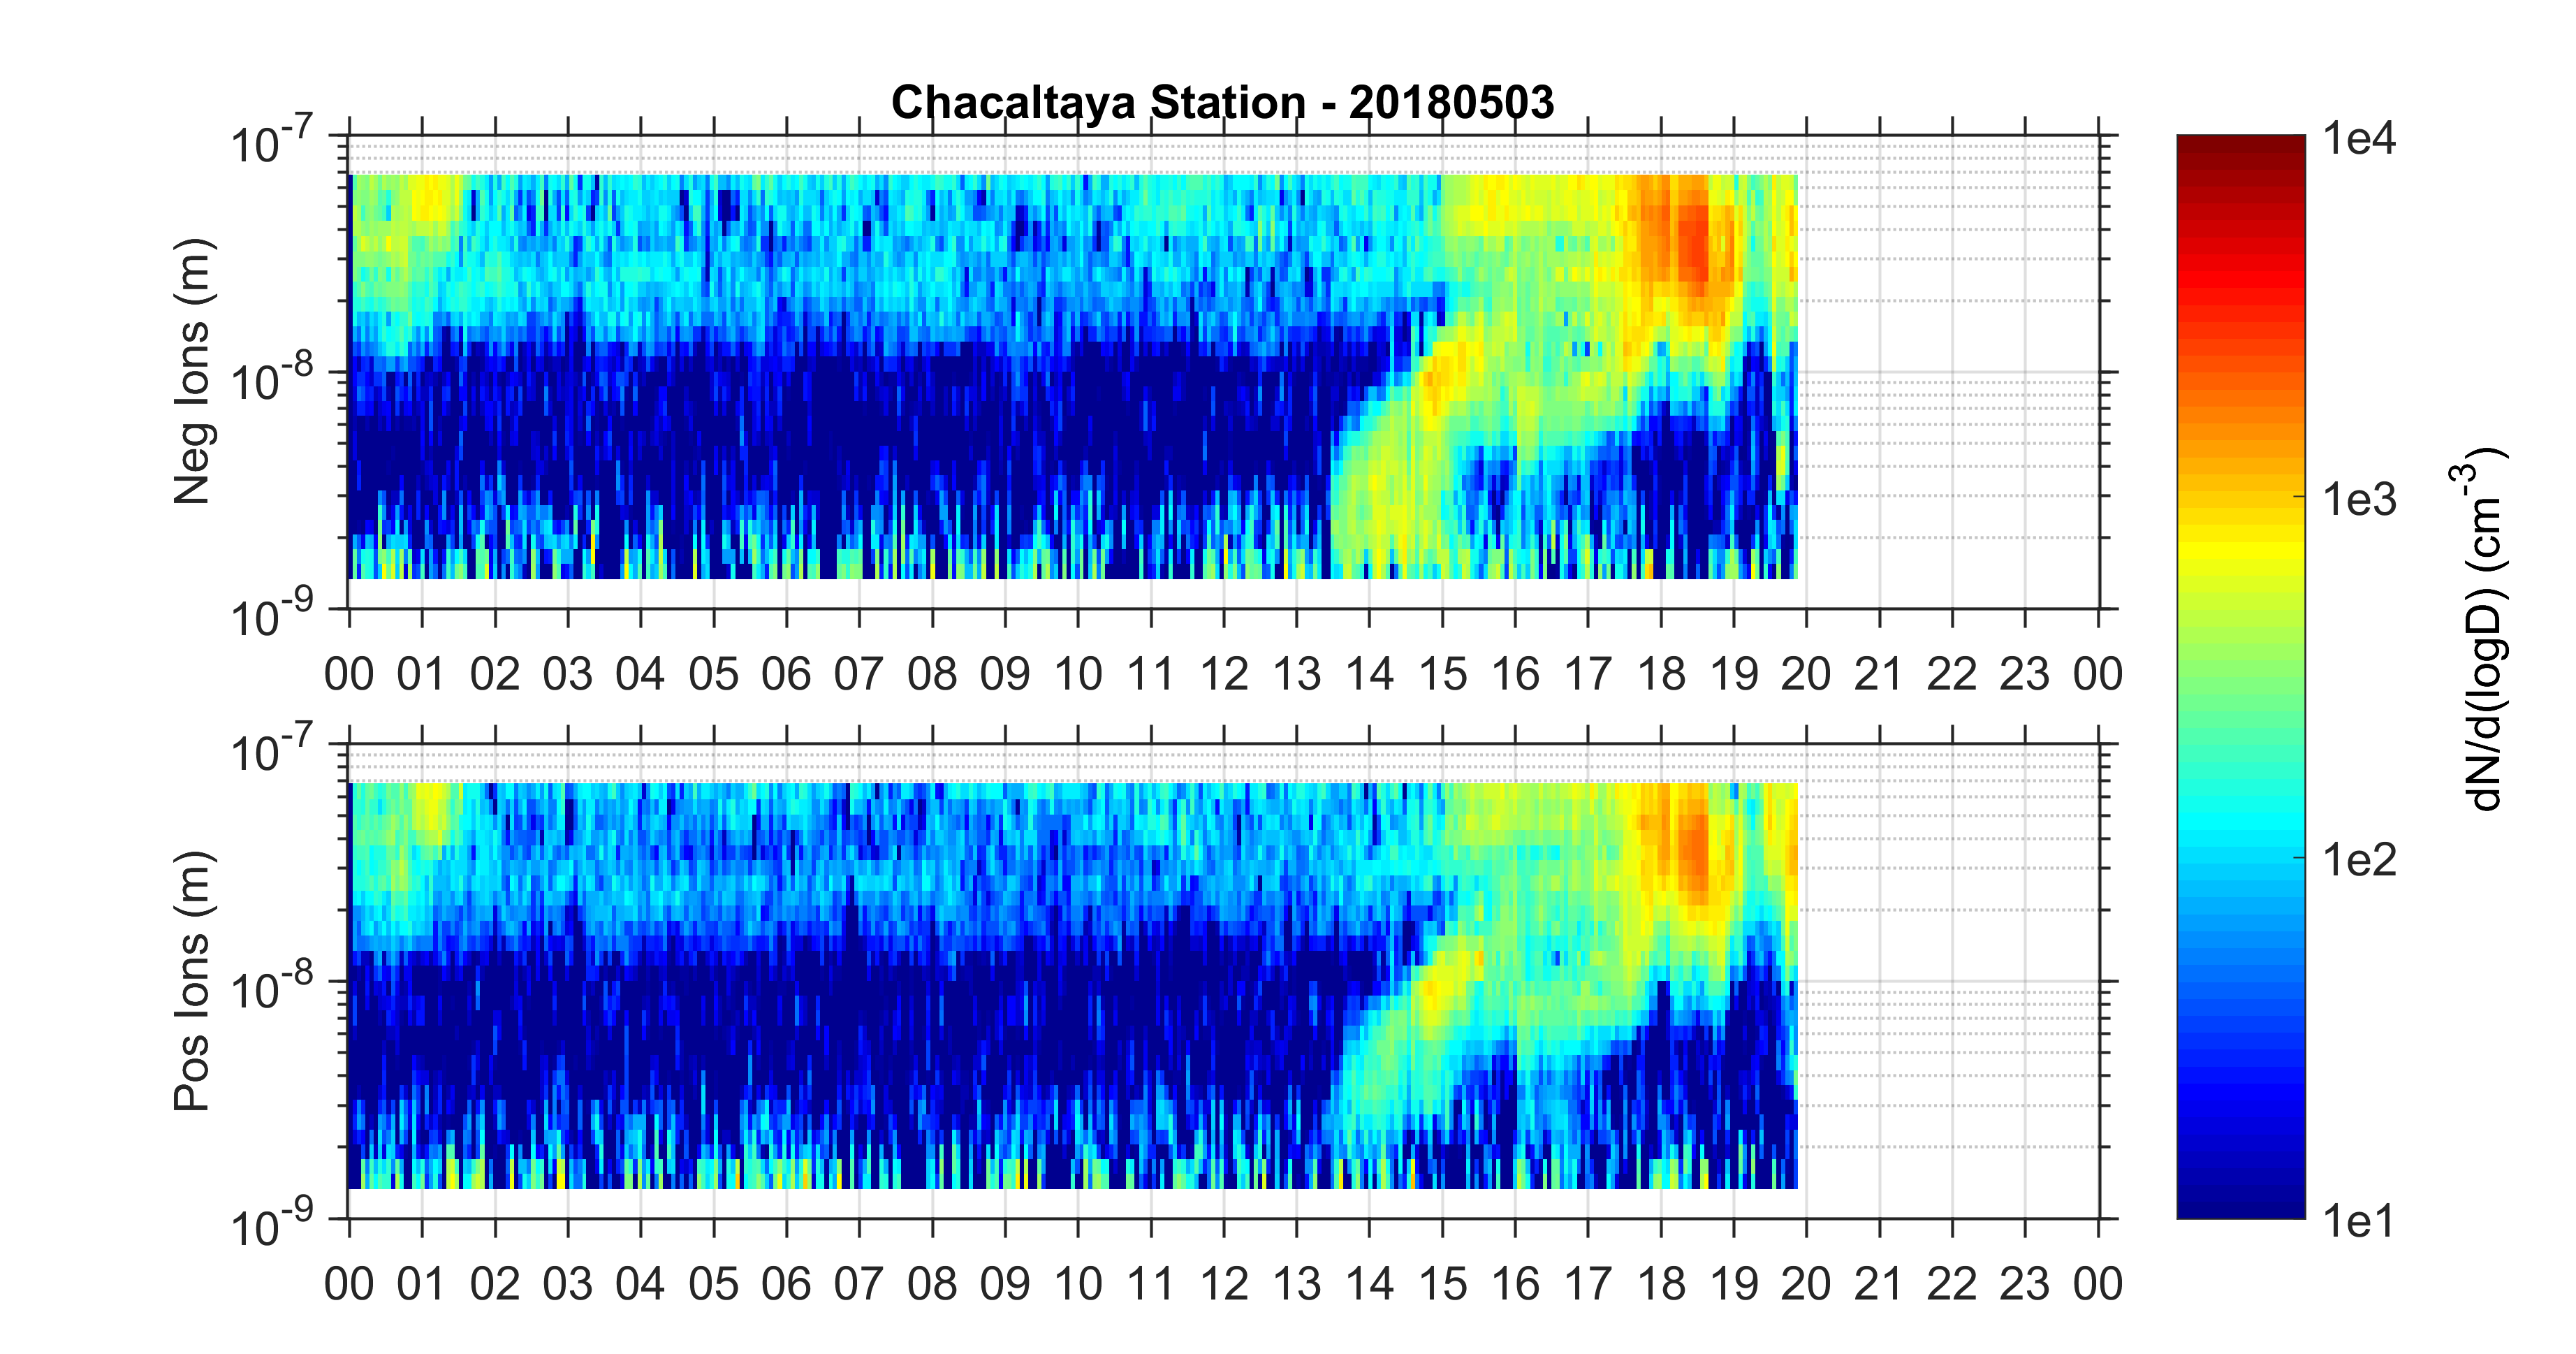 Chacaltaya Station - 20180503
10-7
10-8
10-9
Neg Ions (m)
00 01 02 03 04 05 06 07 08 09 10 11 12 13 14 15 16 17 18 19 20 21 22 23 00
10-7
10-8
10-9
Pos Ions (m)
00 01 02 03 04 05 06 07 08 09 10 11 12 13 14 15 16 17 18 19 20 21 22 23 00
1e4
1e3
1e2
1e1
dN/d(logD) (cm-3)